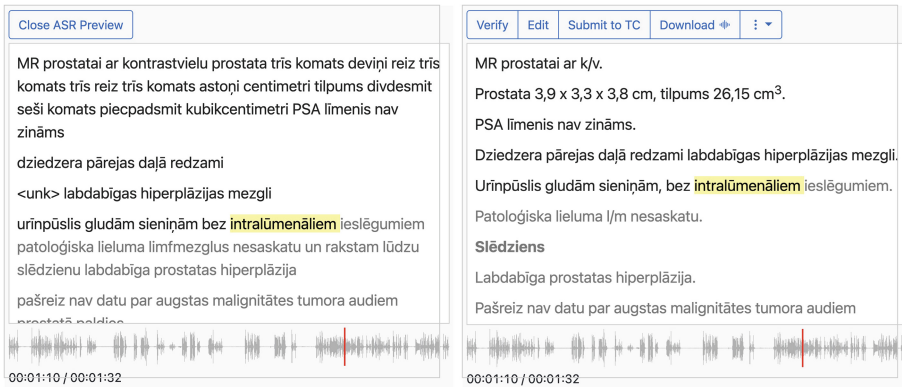 Close ASR Preview
MR prostatai ar kontrastvielu prostata trīs komats deviņi reiz trīs
komats trīs reiz trīs komats astoņi centimetri tilpums divdesmit
seši komats piecpadsmit kubikcentimetri PSA līmenis nav
zināms
dziedzera pārejas daļā redzami
<unk> labdabīgas hiperplāzijas mezgli
urīnpūslis gludām sieniņām bez intralūmenāliem ieslēgumiem
patoloģiska lieluma limfmezglus nesaskatu un rakstam lūdzu
slēdzienu labdabīga prostatas hiperplāzija
pašreiz nav datu par augstas malignitātes tumora audiem
prostatā paldies
00:01:10 / 00:01:32
Verify Edit Submit to TC Download
MR prostatai ar k/v.
Prostata 3,9 x 3,3 x 3,8 cm, tilpums 26,15 cm³.
PSA līmenis nav zināms.
Dziedzera pārejas daļā redzami labdabīgas hiperplāzijas mezgli.
Urīnpūslis gludām sieniņām, bez intralūmenāliem ieslēgumiem.
Patoloģiska lieluma l/m nesaskatu.
Slēdziens
Labdabīga prostatas hiperplāzija.
Pašreiz nav datu par augstas malignitātes tumora audiem
00:01:10 / 00:01:32